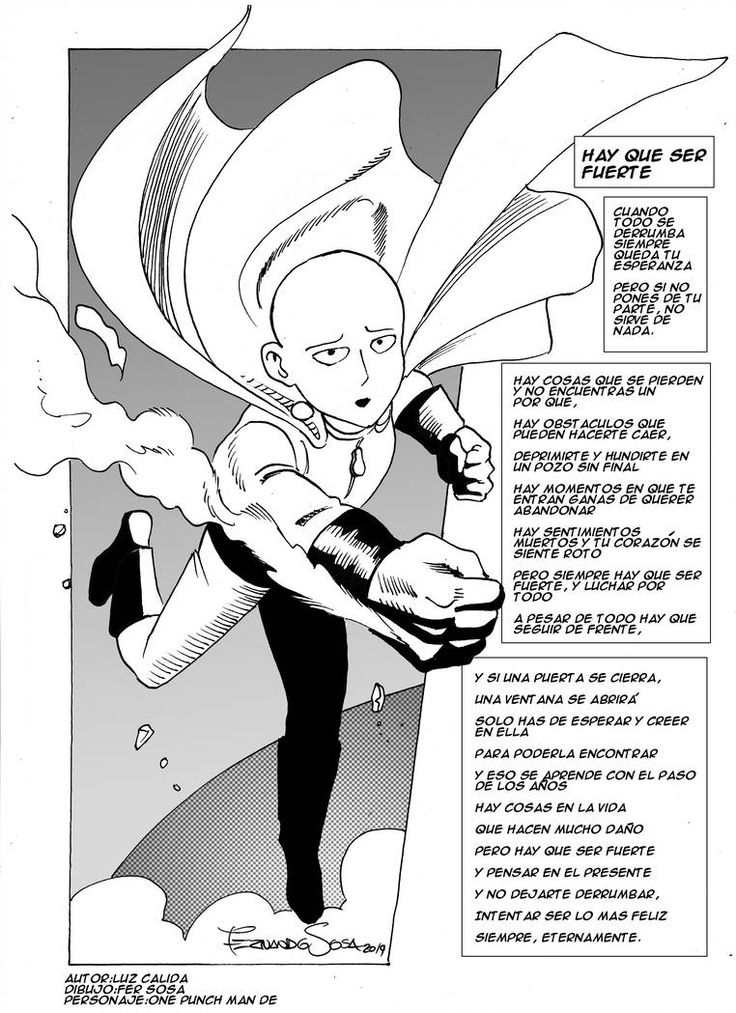 HAY QUE SER
FUERTE
CUANDO
TODO SE
DERRUMBA
SIEMPRE
QUEDA TU
ESPERANZA
PERO SI NO
PONES DE TU
PARTE, NO
SIRVE DE
NADA.
HAY COSAS QUE SE PIERDEN
Y NO ENCUENTRAS UN
POR QUE,
HAY OBSTACULOS QUE
PUEDEN HACERTE CAER,
DEPRIMIRTE Y HUNDIRTE EN
UN POZO SIN FINAL
HAY MOMENTOS EN QUE TE
ENTRAN GANAS DE QUERER
ABANDONAR
HAY SENTIMIENTOS
MUERTOS Y TU CORAZÓN SE
SIENTE ROTO
PERO SIEMPRE HAY QUE SER
FUERTE, Y LUCHAR POR
TODO
A PESAR DE TODO HAY QUE
SEGUIR DE FRENTE,
Y SI UNA PUERTA SE CIERRA,
UNA VENTANA SE ABRIRÁ
SOLO HAS DE ESPERAR Y CREER
EN ELLA
PARA PODERLA ENCONTRAR
Y ESO SE APRENDE CON EL PASO
DE LOS AÑOS
HAY COSAS EN LA VIDA
QUE HACEN MUCHO DAÑO
PERO HAY QUE SER FUERTE
Y PENSAR EN EL PRESENTE
Y NO DEJARTE DERRUMBAR,
INTENTAR SER LO MAS FELIZ
SIEMPRE, ETERNAMENTE.
FERNANDO SOSA 2019
AUTOR:LUZ CALIDA
DIBUJO:FER SOSA
PERSONAJE:ONE PUNCH MAN DE